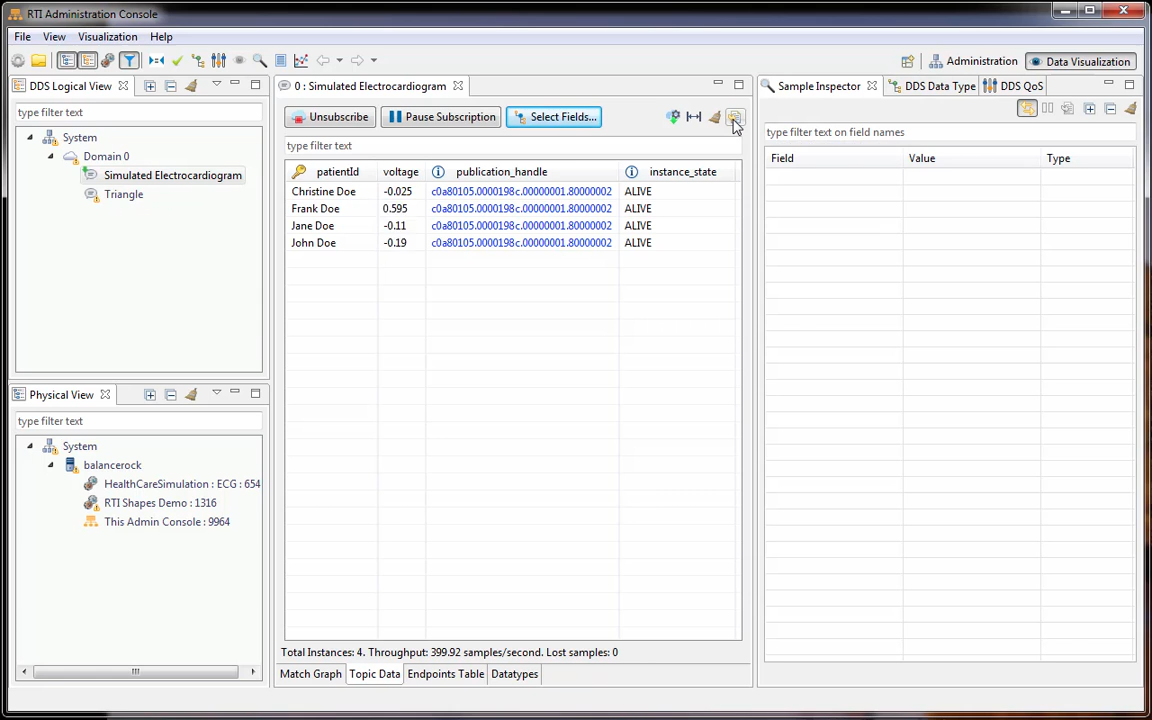 RTI Administration Console
File View Visualization Help
Administration Data Visualization
DDS Logical View
type filter text
System
Domain 0
Simulated Electrocardiogram
Triangle
Physical View
type filter text
System
balancerock
HealthCareSimulation : ECG : 654
RTI Shapes Demo : 1316
This Admin Console : 9964
0 : Simulated Electrocardiogram
Unsubscribe Pause Subscription Select Fields...
type filter text
patientId voltage publication_handle instance_state
Christine Doe -0.025 c0a80105.0000198c.00000001.80000002 ALIVE
Frank Doe 0.595 c0a80105.0000198c.00000001.80000002 ALIVE
Jane Doe -0.11 c0a80105.0000198c.00000001.80000002 ALIVE
John Doe -0.19 c0a80105.0000198c.00000001.80000002 ALIVE
Total Instances: 4. Throughput: 399.92 samples/second. Lost samples: 0
Match Graph Topic Data Endpoints Table Datatypes
Sample Inspector DDS Data Type DDS QoS
type filter text on field names
Field Value Type